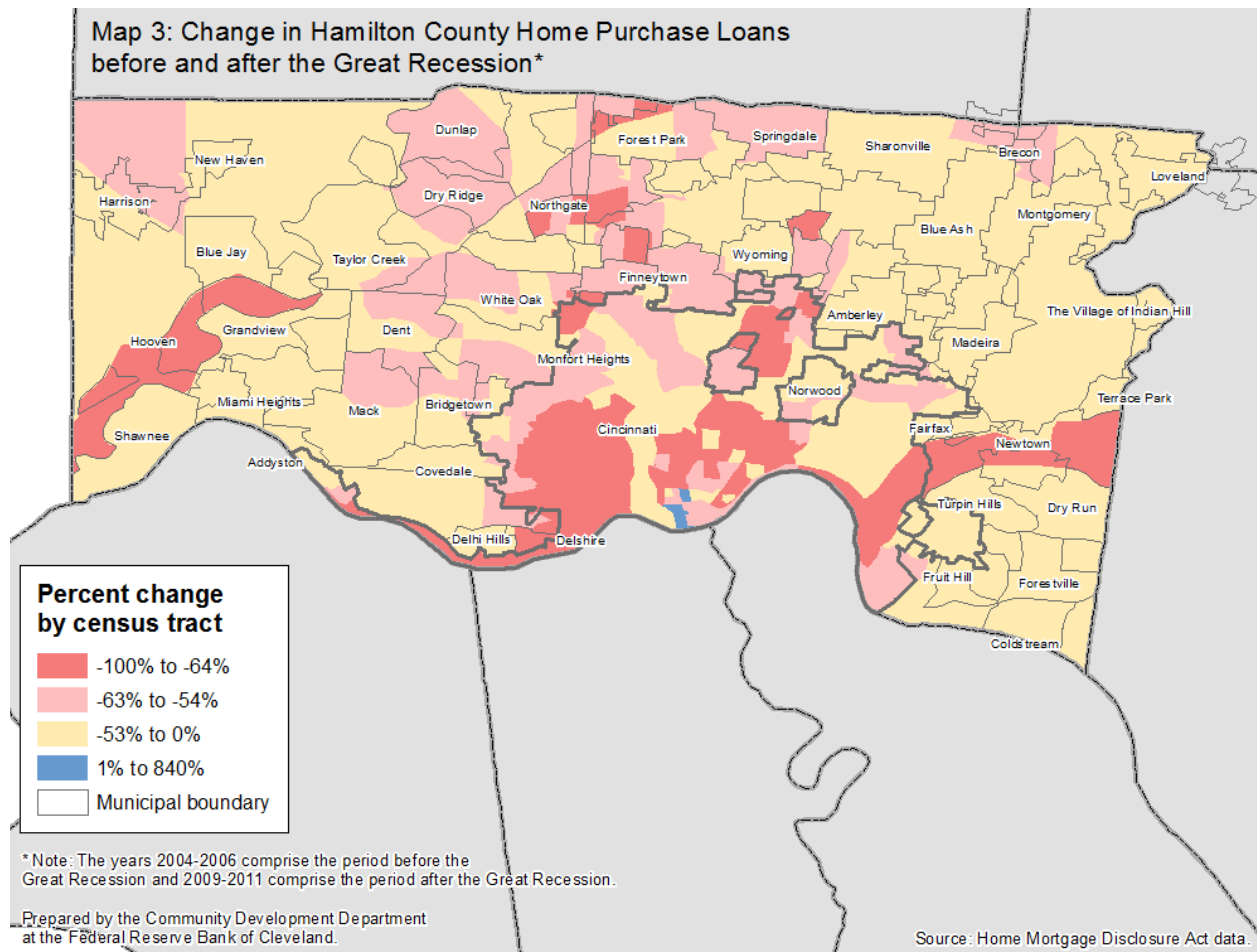 Map 3: Change in Hamilton County Home Purchase Loans
before and after the Great Recession*
Dunlap
Forest Park
Springdale
Sharonville
Brecon
New Haven
Loveland
Harrison
Dry Ridge
Northgate
Montgomery
Blue Ash
Blue Jay
Taylor Creek
Wyoming
Finneytown
White Oak
The Village of Indian Hill
Amberley
Hooven
Grandview
Dent
Madeira
Monfort Heights
Norwood
Terrace Park
Miami Heights
Mack
Bridgetown
Shawnee
Cincinnati
Fairfax
Newtown
Addyston
Covedale
Turpin Hills
Dry Run
Delhi Hills
Delshire
Fruit Hill
Forestville
Coldstream
Percent change
by census tract
-100% to -64%
-63% to -54%
-53% to 0%
1% to 840%
Municipal boundary
* Note: The years 2004-2006 comprise the period before the
Great Recession and 2009-2011 comprise the period after the Great Recession.
Prepared by the Community Development Department
at the Federal Reserve Bank of Cleveland.
Source: Home Mortgage Disclosure Act data.